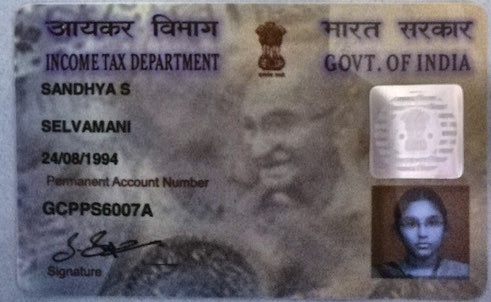 आयकर विभाग
भारत सरकार
INCOME TAX DEPARTMENT
GOVT. OF INDIA
SANDHYA S
SELVAMANI
24/08/1994
Permanent Account Number
GCPPS6007A
Signature